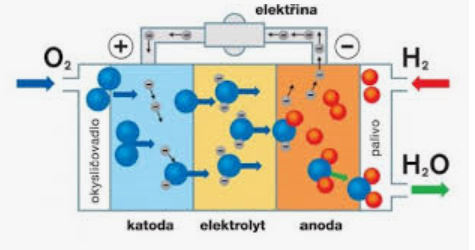 elektřina
O₂
+
−
H₂
okysličovadlo
palivo
H₂O
katoda
elektrolyt
anoda